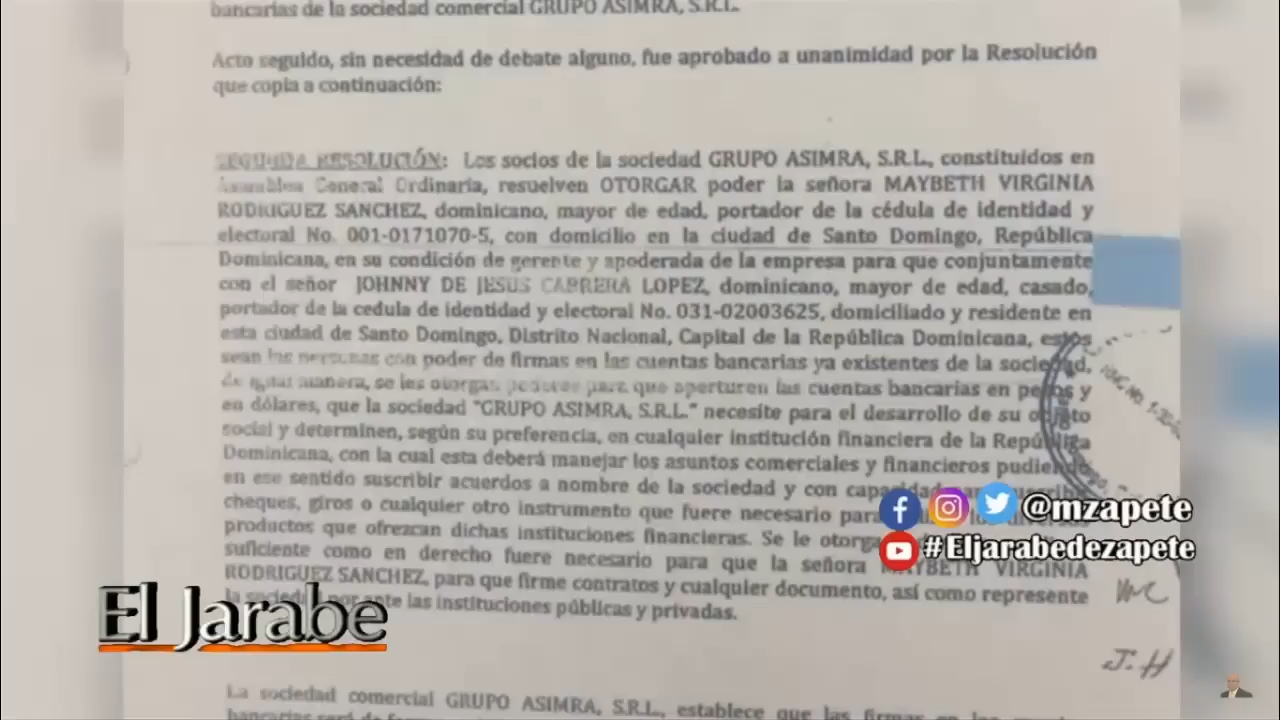 bancarias de la sociedad comercial GRUPO ASIMRA, S.R.L.
Acto seguido, sin necesidad de debate alguno, fue aprobado a unanimidad por la Resolución
que copia a continuación:
SEGUNDA RESOLUCIÓN: Los socios de la sociedad GRUPO ASIMRA, S.R.L., constituidos en
Asamblea General Ordinaria, resuelven OTORGAR poder la señora MAYBETH VIRGINIA
RODRIGUEZ SANCHEZ, dominicano, mayor de edad, portador de la cédula de identidad y
electoral No. 001-0171070-5, con domicilio en la ciudad de Santo Domingo, República
Dominicana, en su condición de gerente y apoderada de la empresa para que conjuntamente
con el señor JOHNNY DE JESUS CABRERA LOPEZ, dominicano, mayor de edad, casado,
portador de la cedula de identidad y electoral No. 031-02003625, domiciliado y residente en
esta ciudad de Santo Domingo, Distrito Nacional, Capital de la República Dominicana, estos
sean las personas con poder de firmas en las cuentas bancarias ya existentes de la sociedad,
de igual manera, se les otorgas poderes para que aperturen las cuentas bancarias en pesos y
en dólares, que la sociedad "GRUPO ASIMRA, S.R.L." necesite para el desarrollo de su objeto
social y determinen, según su preferencia, en cualquier institución financiera de la República
Dominicana, con la cual esta deberá manejar los asuntos comerciales y financieros pudiendo
en ese sentido suscribir acuerdos a nombre de la sociedad y con
cheques, giros o cualquier otro instrumento que fuere necesario para
productos que ofrezcan dichas instituciones financieras. Se le
suficiente como en derecho fuere necesario para que la señora MAYBETH VIRGINIA
RODRIGUEZ SANCHEZ, para que firme contratos y cualquier documento, así como represente
la sociedad por ante las instituciones públicas y privadas.
@mzapete
#Eljarabedezapete
El Jarabe
J.H
La sociedad comercial GRUPO ASIMRA, S.R.L., establece que las firmas en las